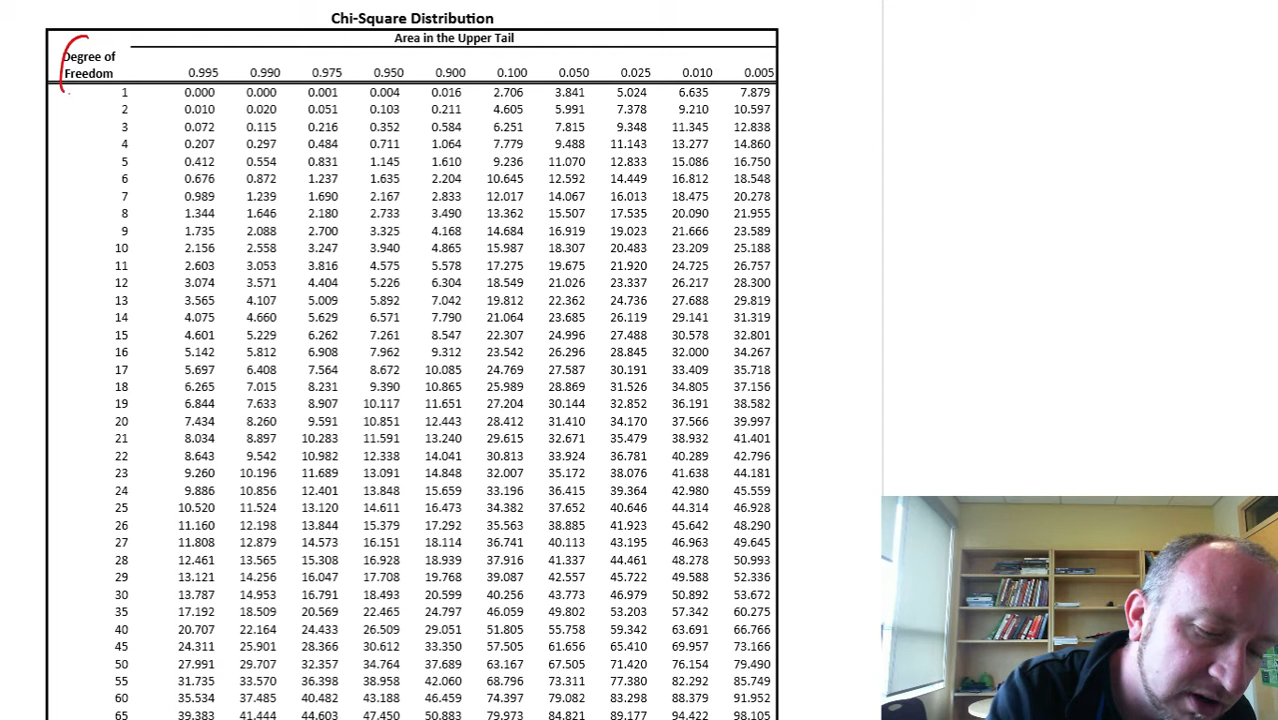 Chi-Square Distribution
Area in the Upper Tail
Degree of
Freedom 0.995 0.990 0.975 0.950 0.900 0.100 0.050 0.025 0.010 0.005
1 0.000 0.000 0.001 0.004 0.016 2.706 3.841 5.024 6.635 7.879
2 0.010 0.020 0.051 0.103 0.211 4.605 5.991 7.378 9.210 10.597
3 0.072 0.115 0.216 0.352 0.584 6.251 7.815 9.348 11.345 12.838
4 0.207 0.297 0.484 0.711 1.064 7.779 9.488 11.143 13.277 14.860
5 0.412 0.554 0.831 1.145 1.610 9.236 11.070 12.833 15.086 16.750
6 0.676 0.872 1.237 1.635 2.204 10.645 12.592 14.449 16.812 18.548
7 0.989 1.239 1.690 2.167 2.833 12.017 14.067 16.013 18.475 20.278
8 1.344 1.646 2.180 2.733 3.490 13.362 15.507 17.535 20.090 21.955
9 1.735 2.088 2.700 3.325 4.168 14.684 16.919 19.023 21.666 23.589
10 2.156 2.558 3.247 3.940 4.865 15.987 18.307 20.483 23.209 25.188
11 2.603 3.053 3.816 4.575 5.578 17.275 19.675 21.920 24.725 26.757
12 3.074 3.571 4.404 5.226 6.304 18.549 21.026 23.337 26.217 28.300
13 3.565 4.107 5.009 5.892 7.042 19.812 22.362 24.736 27.688 29.819
14 4.075 4.660 5.629 6.571 7.790 21.064 23.685 26.119 29.141 31.319
15 4.601 5.229 6.262 7.261 8.547 22.307 24.996 27.488 30.578 32.801
16 5.142 5.812 6.908 7.962 9.312 23.542 26.296 28.845 32.000 34.267
17 5.697 6.408 7.564 8.672 10.085 24.769 27.587 30.191 33.409 35.718
18 6.265 7.015 8.231 9.390 10.865 25.989 28.869 31.526 34.805 37.156
19 6.844 7.633 8.907 10.117 11.651 27.204 30.144 32.852 36.191 38.582
20 7.434 8.260 9.591 10.851 12.443 28.412 31.410 34.170 37.566 39.997
21 8.034 8.897 10.283 11.591 13.240 29.615 32.671 35.479 38.932 41.401
22 8.643 9.542 10.982 12.338 14.041 30.813 33.924 36.781 40.289 42.796
23 9.260 10.196 11.689 13.091 14.848 32.007 35.172 38.076 41.638 44.181
24 9.886 10.856 12.401 13.848 15.659 33.196 36.415 39.364 42.980 45.559
25 10.520 11.524 13.120 14.611 16.473 34.382 37.652 40.646 44.314 46.928
26 11.160 12.198 13.844 15.379 17.292 35.563 38.885 41.923 45.642 48.290
27 11.808 12.879 14.573 16.151 18.114 36.741 40.113 43.195 46.963 49.645
28 12.461 13.565 15.308 16.928 18.939 37.916 41.337 44.461 48.278 50.993
29 13.121 14.256 16.047 17.708 19.768 39.087 42.557 45.722 49.588 52.336
30 13.787 14.953 16.791 18.493 20.599 40.256 43.773 46.979 50.892 53.672
35 17.192 18.509 20.569 22.465 24.797 46.059 49.802 53.203 57.342 60.275
40 20.707 22.164 24.433 26.509 29.051 51.805 55.758 59.342 63.691 66.766
45 24.311 25.901 28.366 30.612 33.350 57.505 61.656 65.410 69.957 73.166
50 27.991 29.707 32.357 34.764 37.689 63.167 67.505 71.420 76.154 79.490
55 31.735 33.570 36.398 38.958 42.060 68.796 73.311 77.380 82.292 85.749
60 35.534 37.485 40.482 43.188 46.459 74.397 79.082 83.298 88.379 91.952
65 39.383 41.444 44.603 47.450 50.883 79.973 84.821 89.177 94.422 98.105